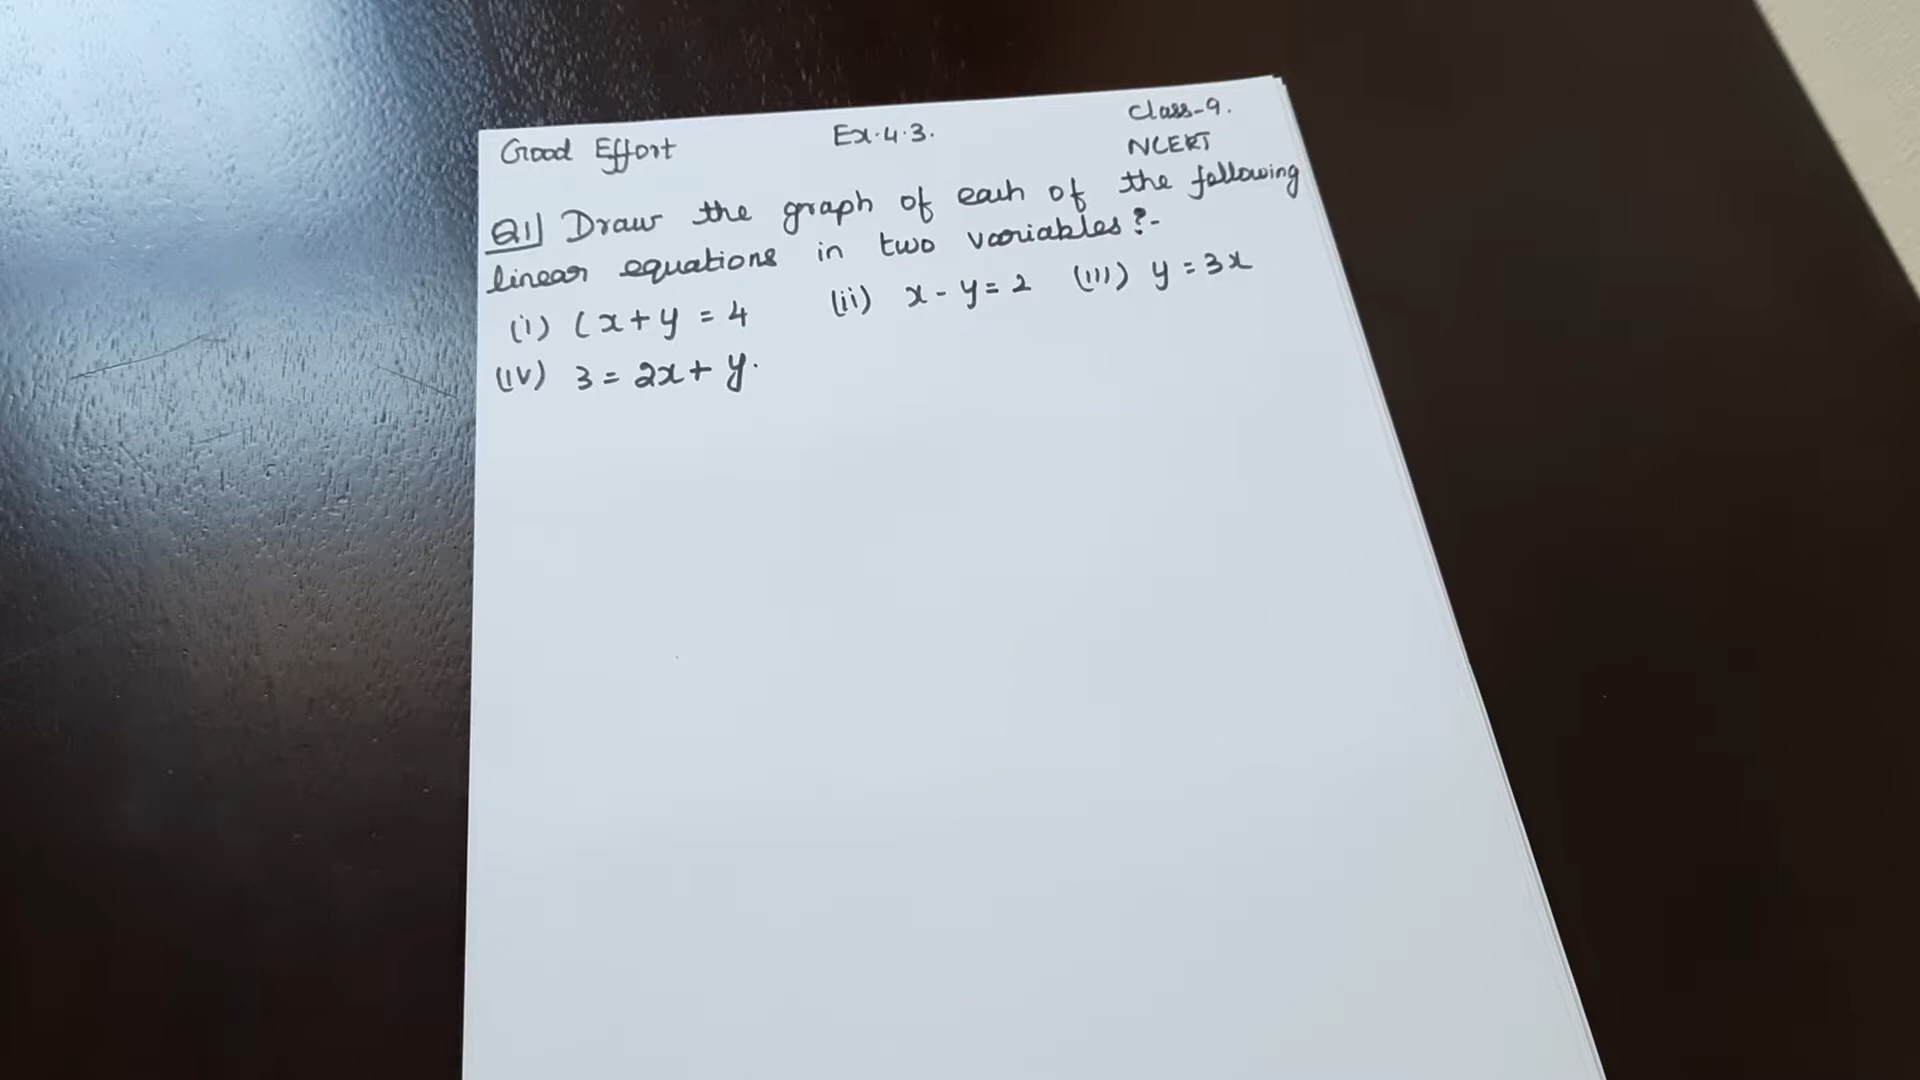 Good Effort Ex.4.3. Class-9.
NCERT
Q1] Draw the graph of each of the following
linear equations in two variables?-
(i) (x+y = 4 (ii) x - y = 2 (iii) y = 3x
(iv) 3 = 2x + y.